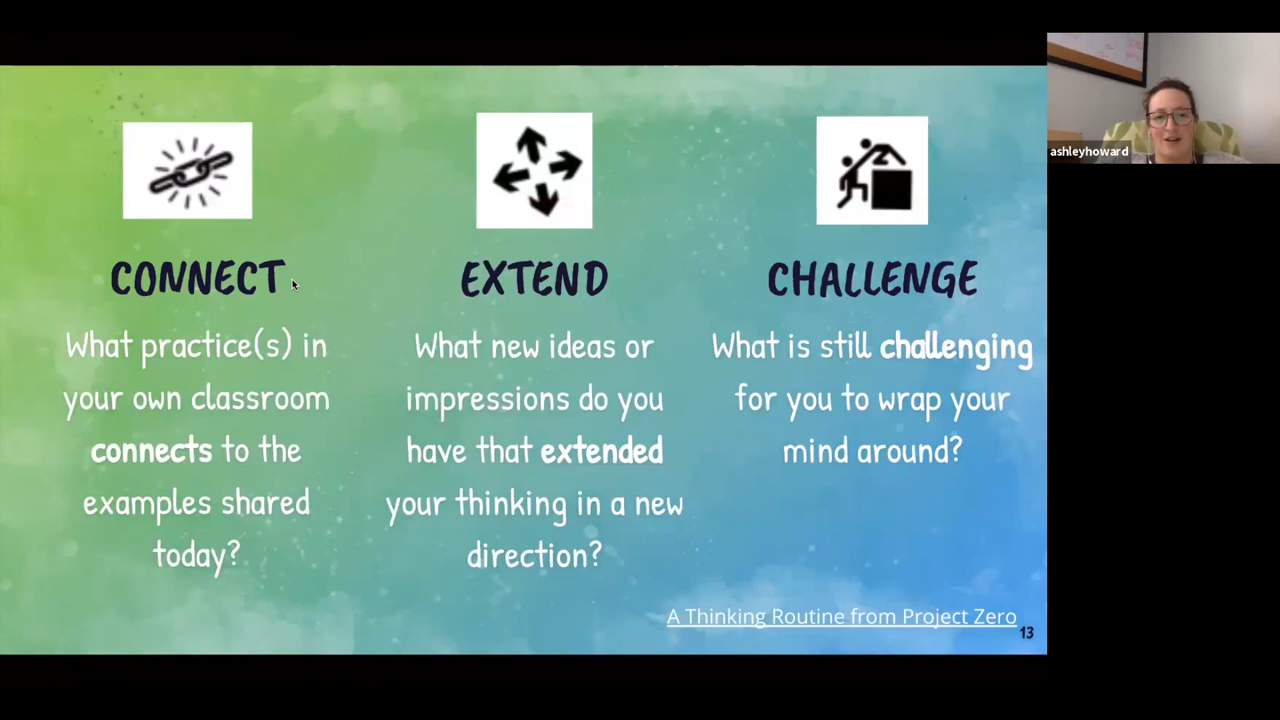 CONNECT
What practice(s) in
your own classroom
connects to the
examples shared
today?
EXTEND
What new ideas or
impressions do you
have that extended
your thinking in a new
direction?
CHALLENGE
What is still challenging
for you to wrap your
mind around?
A Thinking Routine from Project Zero
13
ashleyhoward